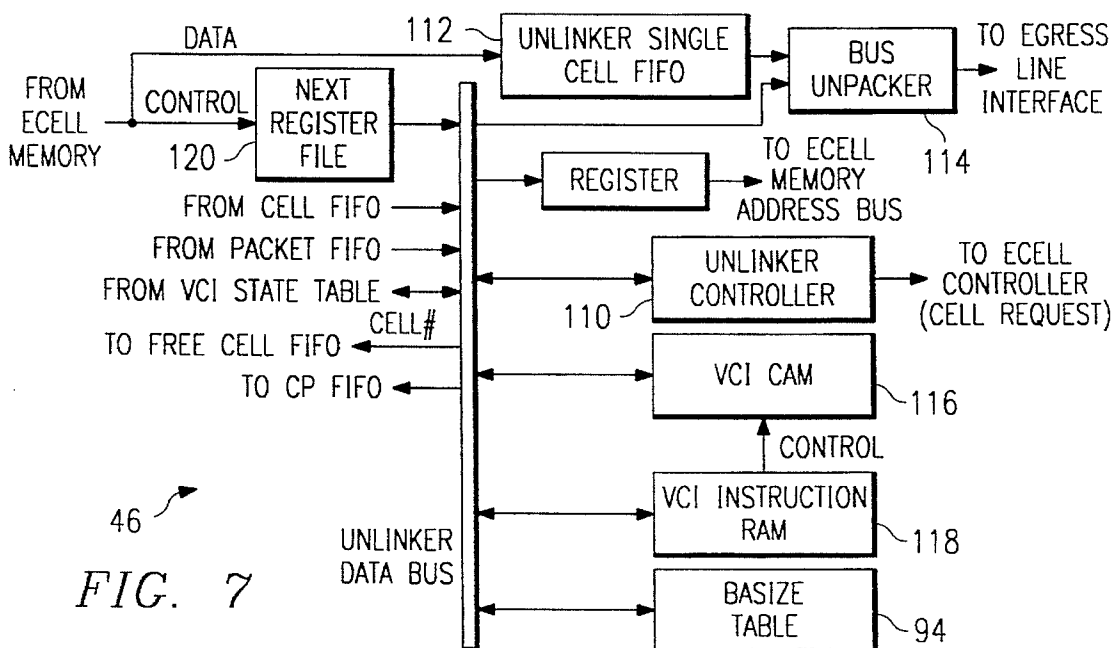 DATA
112
UNLINKER SINGLE
CELL FIFO
BUS
UNPACKER
TO EGRESS
LINE
INTERFACE
114
FROM
ECELL
MEMORY
CONTROL
NEXT
REGISTER
FILE
120
REGISTER
TO ECELL
MEMORY
ADDRESS BUS
FROM CELL FIFO
FROM PACKET FIFO
FROM VCI STATE TABLE
CELL#
TO FREE CELL FIFO
TO CP FIFO
UNLINKER
CONTROLLER
110
TO ECELL
CONTROLLER
(CELL REQUEST)
VCI CAM
116
CONTROL
VCI INSTRUCTION
RAM
118
46
UNLINKER
DATA BUS
BASIZE
TABLE
94
FIG. 7